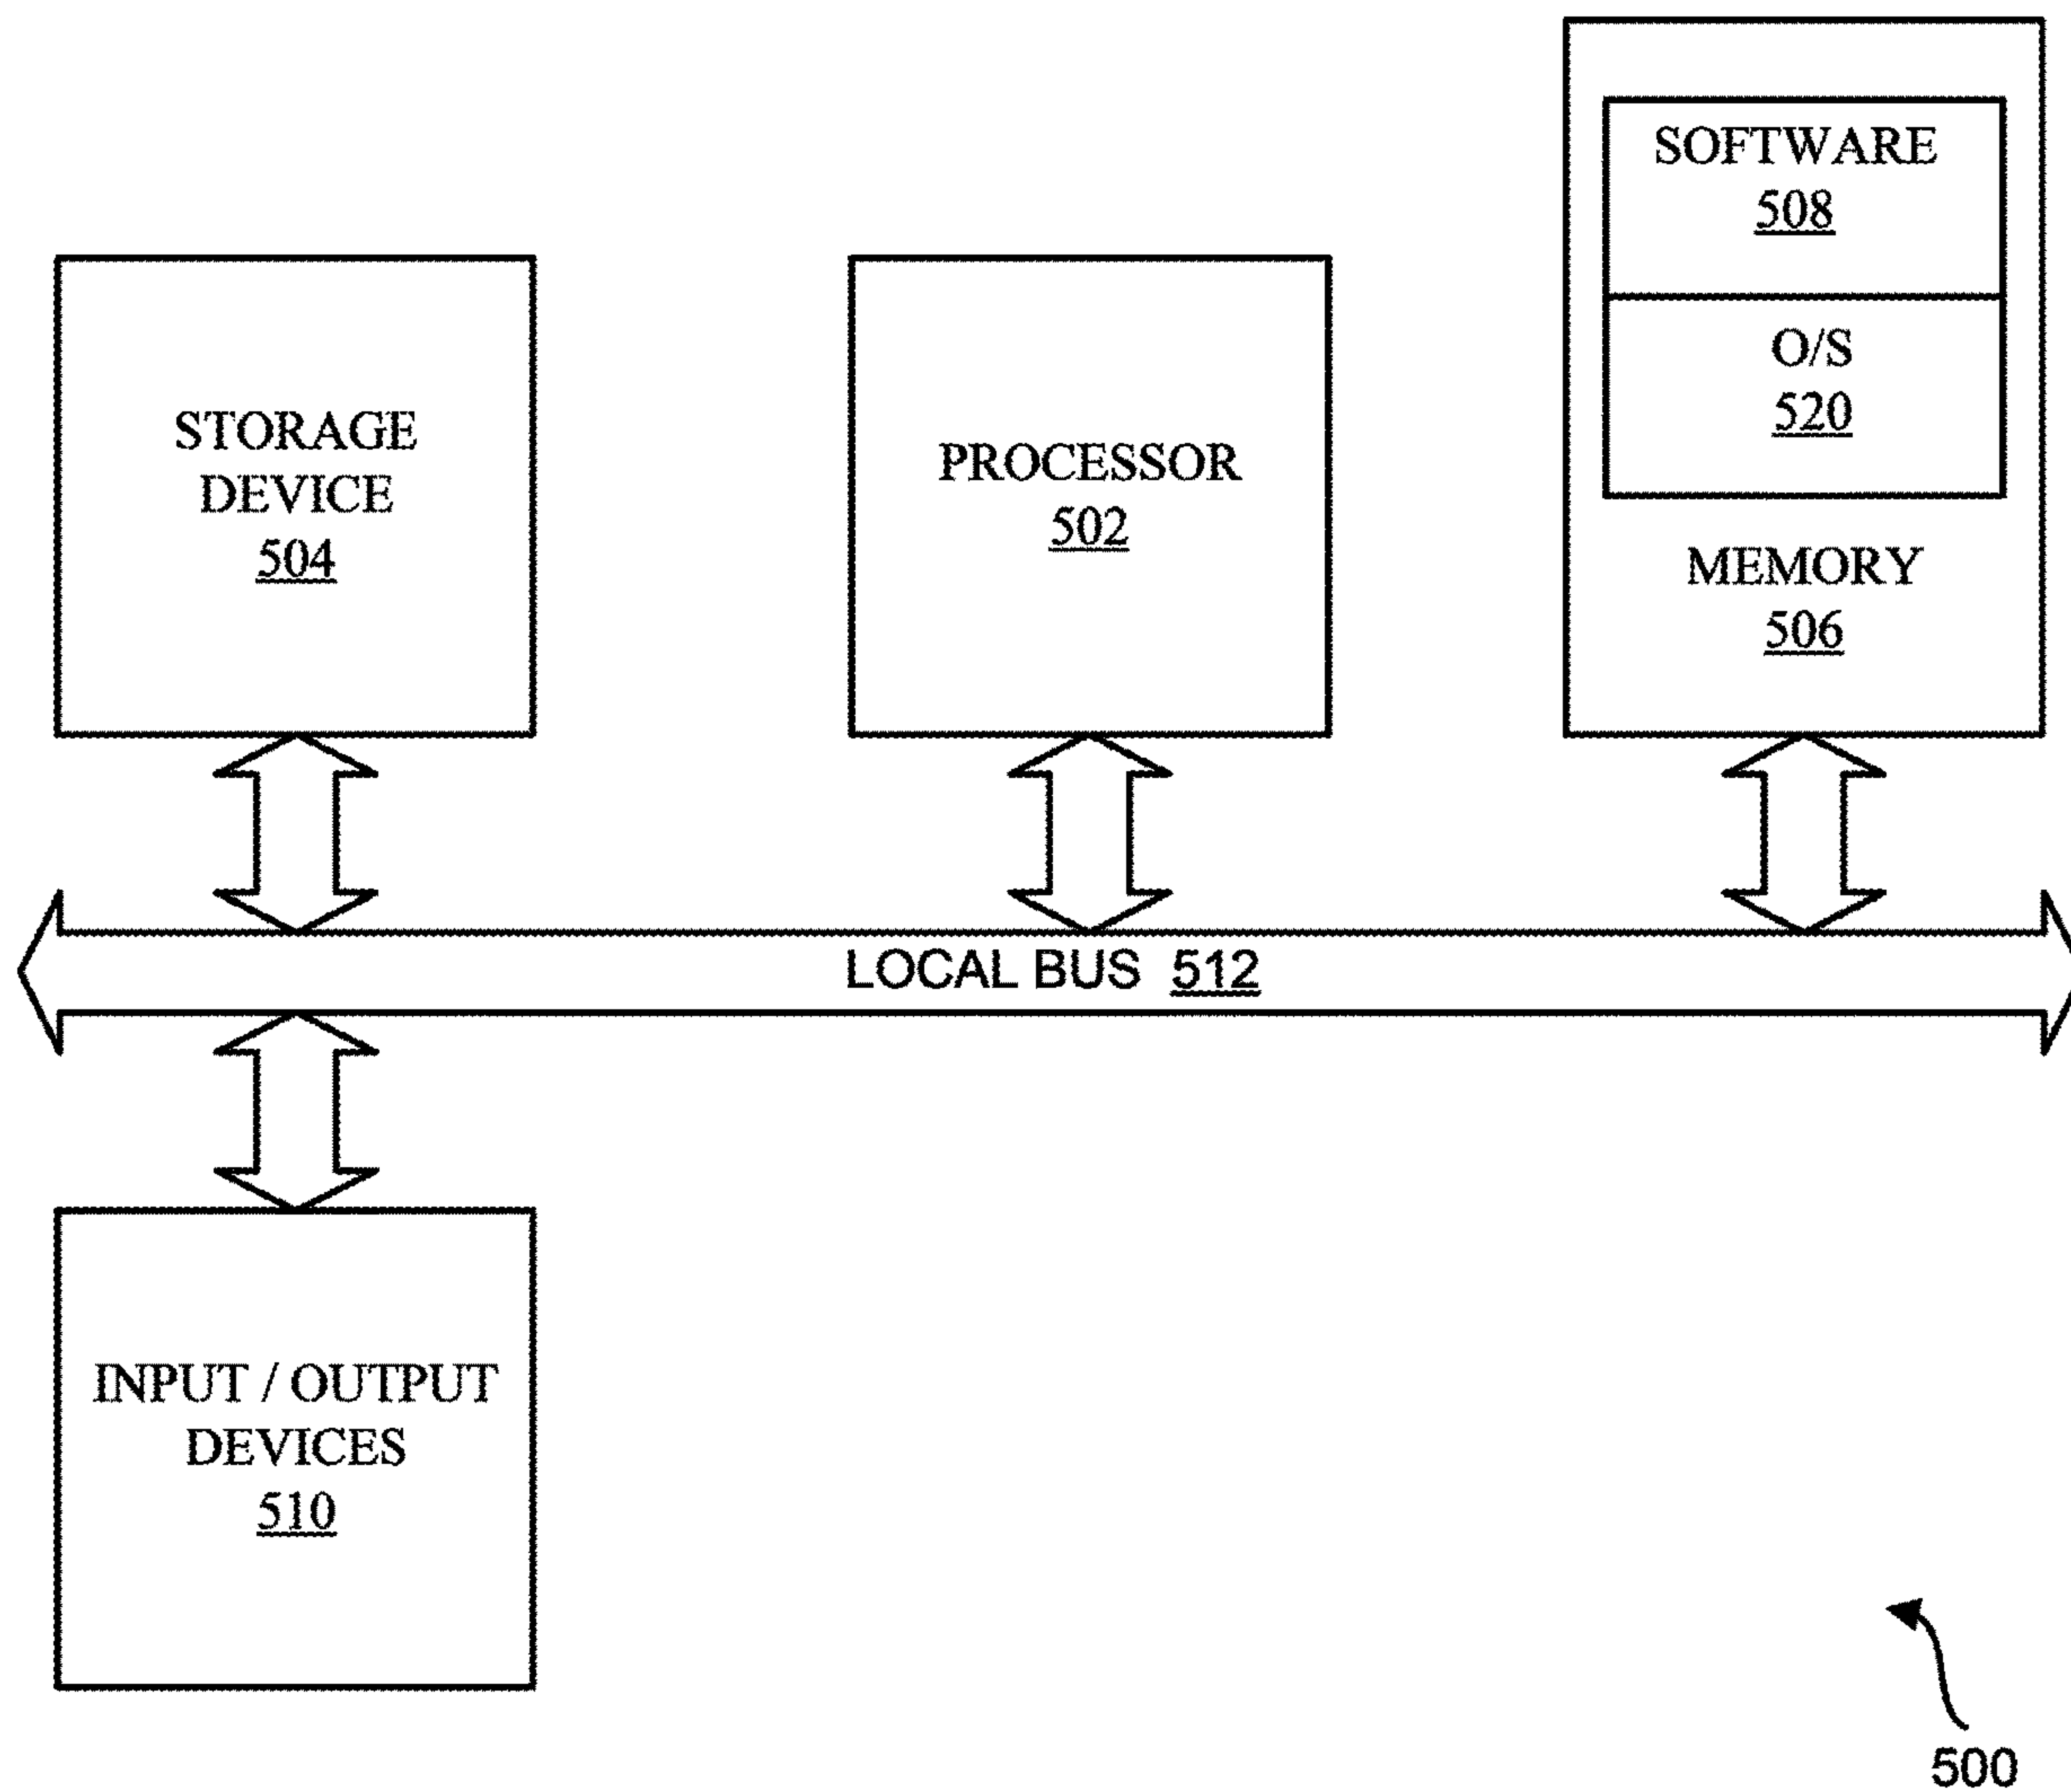 SOFTWARE
508
O/S
520
MEMORY
506
STORAGE
DEVICE
504
PROCESSOR
502
LOCAL BUS 512
INPUT / OUTPUT
DEVICES
510
500